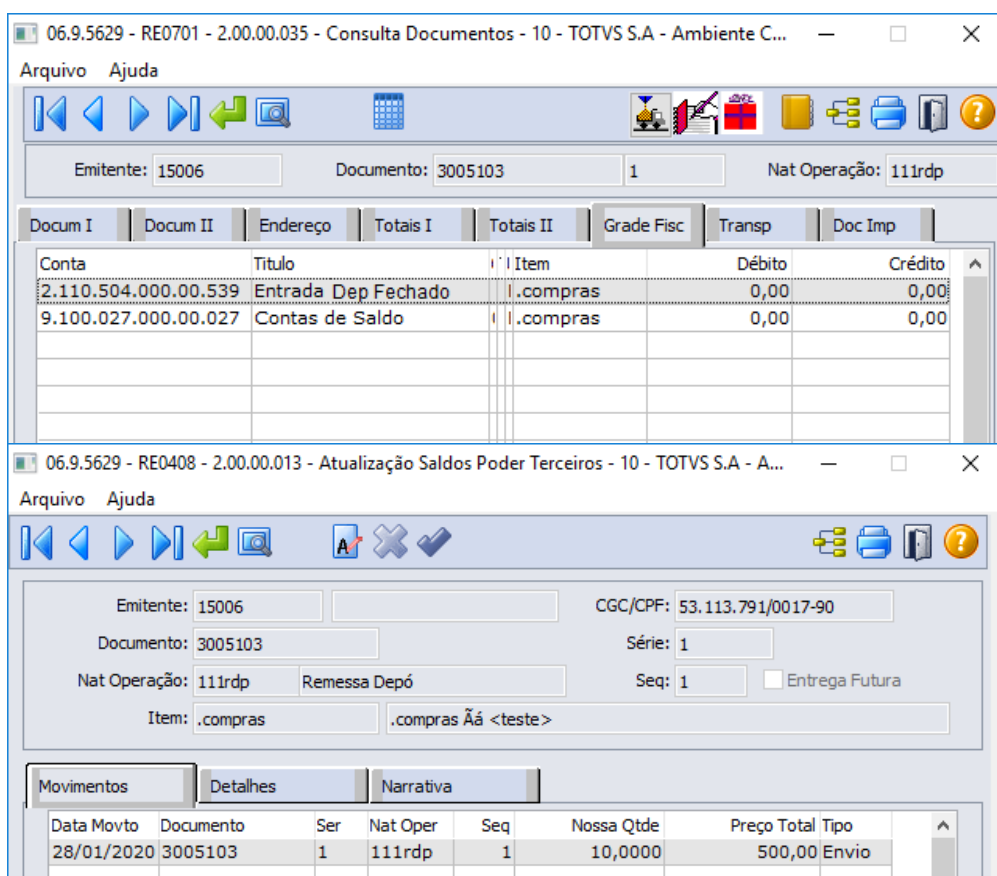 06.9.5629 - RE0701 - 2.00.00.035 - Consulta Documentos - 10 - TOTVS S.A - Ambiente C...
Arquivo Ajuda
Emitente: 15006 Documento: 3005103 1 Nat Operação: 111rdp
Docum I Docum II Endereço Totais I Totais II Grade Fisc Transp Doc Imp
Conta Titulo Item Débito Crédito
2.110.504.000.00.539 Entrada Dep Fechado .compras 0,00 0,00
9.100.027.000.00.027 Contas de Saldo .compras 0,00 0,00
06.9.5629 - RE0408 - 2.00.00.013 - Atualização Saldos Poder Terceiros - 10 - TOTVS S.A - A...
Arquivo Ajuda
Emitente: 15006 CGC/CPF: 53.113.791/0017-90
Documento: 3005103 Série: 1
Nat Operação: 111rdp Remessa Depó Seq: 1 Entrega Futura
Item: .compras .compras Ãá <teste>
Movimentos Detalhes Narrativa
Data Movto Documento Ser Nat Oper Seq Nossa Qtde Preço Total Tipo
28/01/2020 3005103 1 111rdp 1 10,0000 500,00 Envio